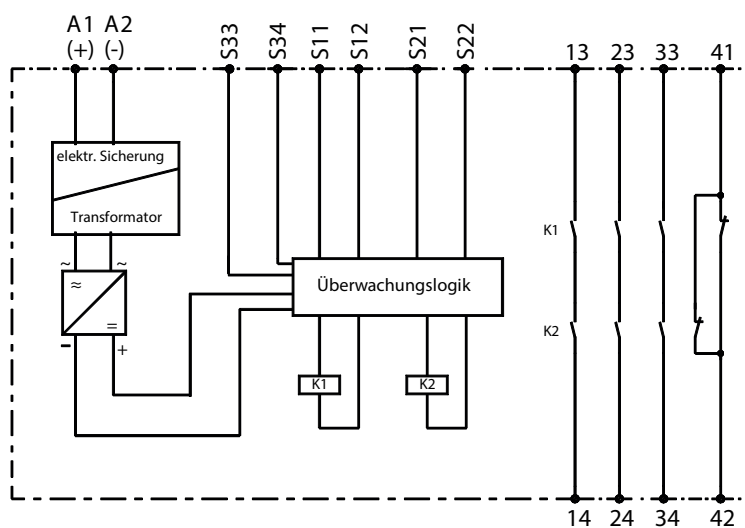 A1 A2
(+) (-)
S33 S34 S11 S12 S21 S22
13 23 33 41
elektr. Sicherung
Transformator
~ ~
≈
=
- +
Überwachungslogik
K1
K2
K1
K2
14 24 34 42